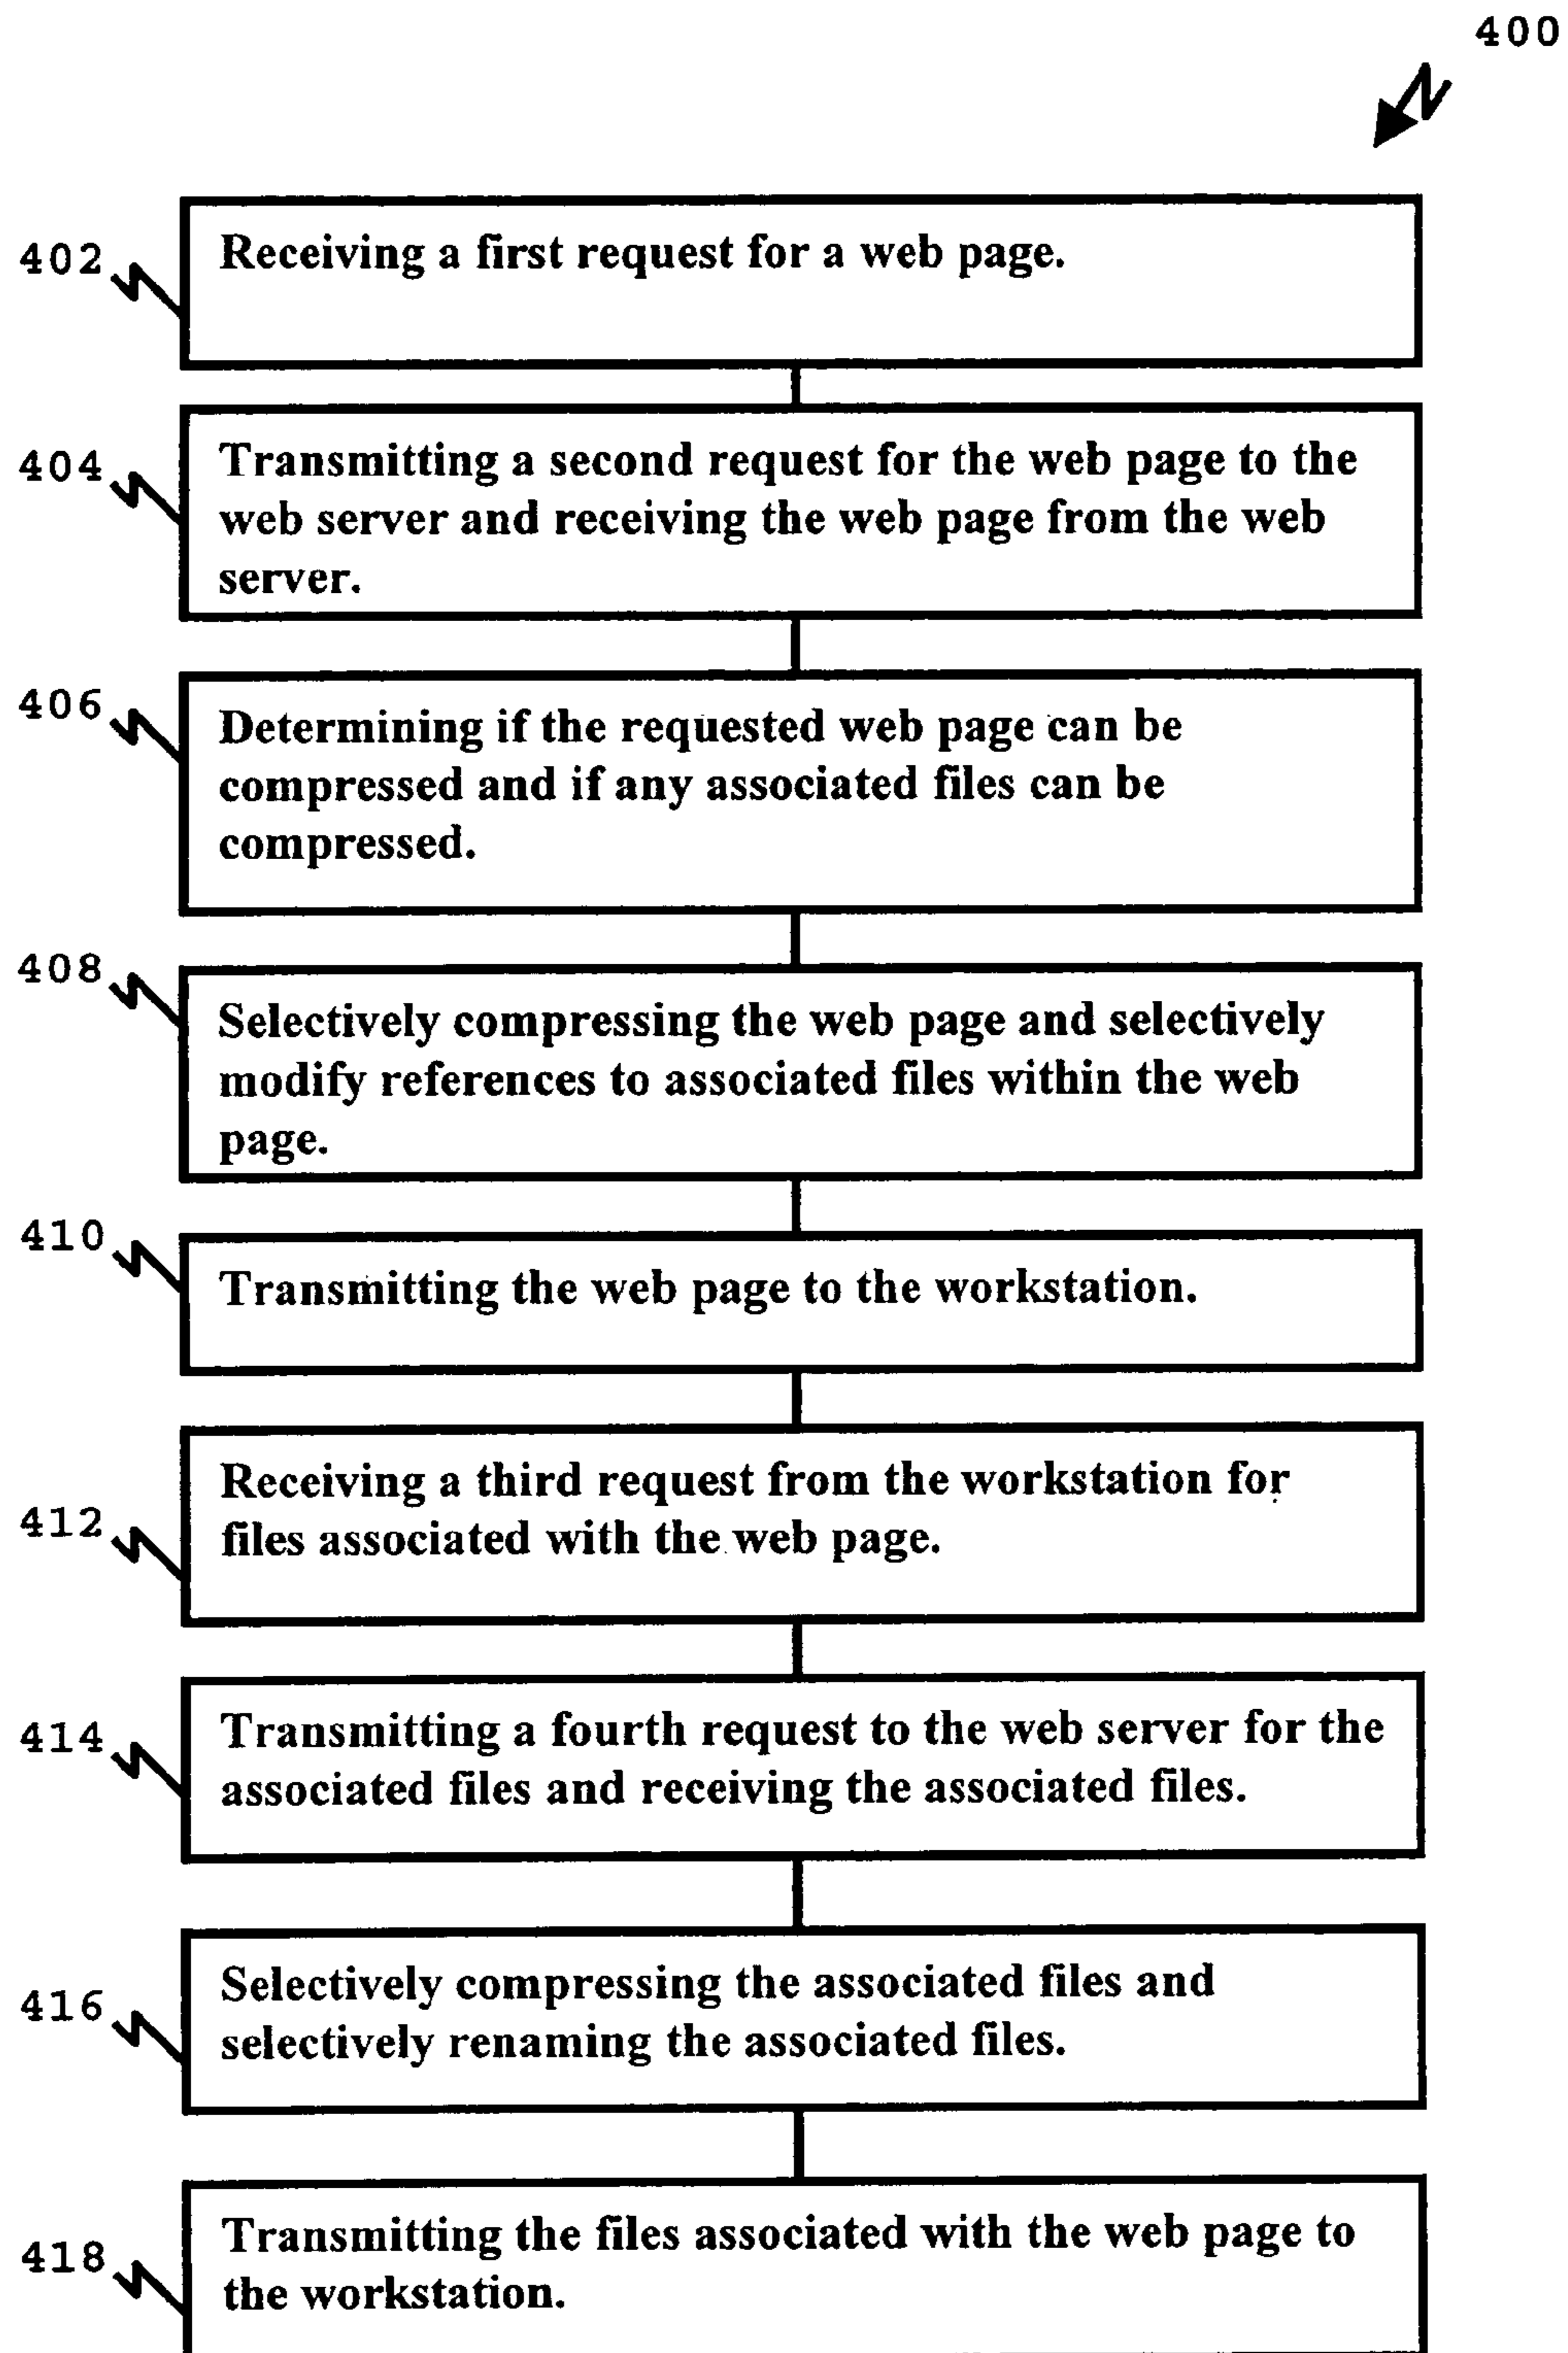 400
402
Receiving a first request for a web page.
404
Transmitting a second request for the web page to the
web server and receiving the web page from the web
server.
406
Determining if the requested web page can be
compressed and if any associated files can be
compressed.
408
Selectively compressing the web page and selectively
modify references to associated files within the web
page.
410
Transmitting the web page to the workstation.
412
Receiving a third request from the workstation for
files associated with the web page.
414
Transmitting a fourth request to the web server for the
associated files and receiving the associated files.
416
Selectively compressing the associated files and
selectively renaming the associated files.
418
Transmitting the files associated with the web page to
the workstation.